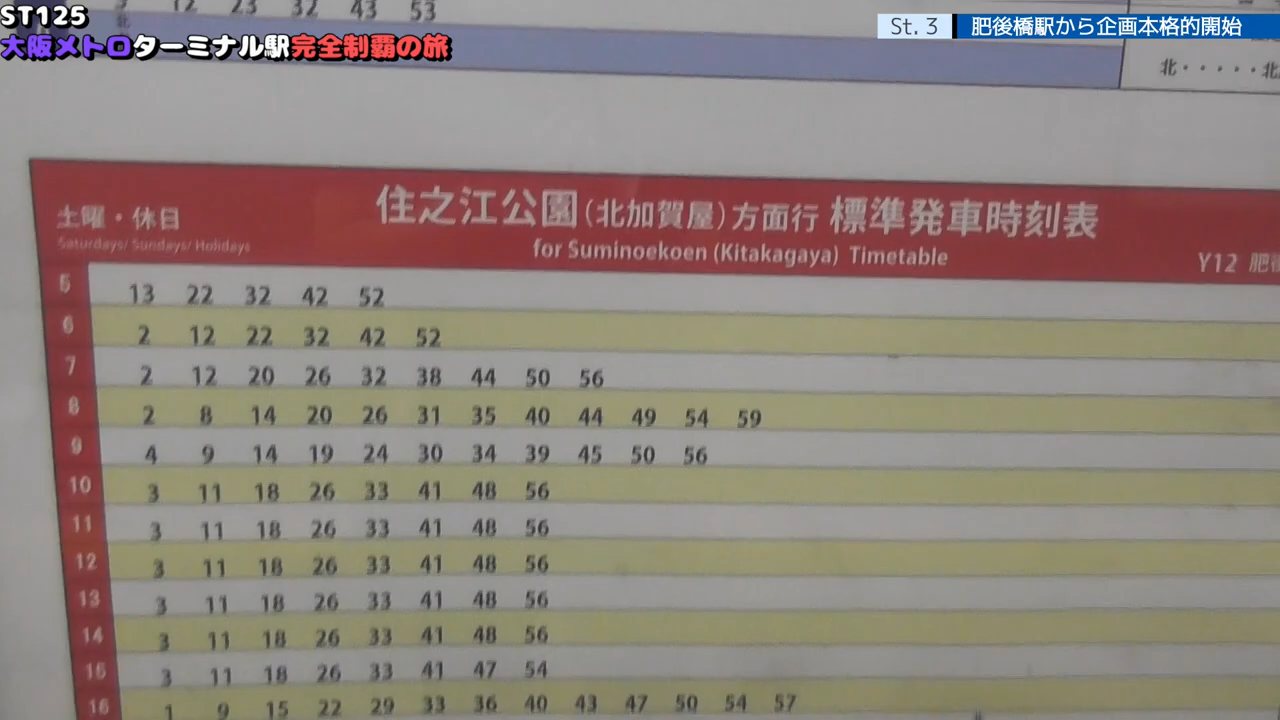 ST125
大阪メトロターミナル駅完全制覇の旅
St. 3 肥後橋駅から企画本格的開始
12 23 32 43 53
北
北・・・・・北
土曜・休日
Saturdays/ Sundays/ Holidays
住之江公園(北加賀屋)方面行 標準発車時刻表
for Suminoekoen (Kitakagaya) Timetable
Y12 肥後
5 13 22 32 42 52
6 2 12 22 32 42 52
7 2 12 20 26 32 38 44 50 56
8 2 8 14 20 26 31 35 40 44 49 54 59
9 4 9 14 19 24 30 34 39 45 50 56
10 3 11 18 26 33 41 48 56
11 3 11 18 26 33 41 48 56
12 3 11 18 26 33 41 48 56
13 3 11 18 26 33 41 48 56
14 3 11 18 26 33 41 48 56
15 3 11 18 26 33 41 47 54
16 1 9 15 22 29 33 36 40 43 47 50 54 57